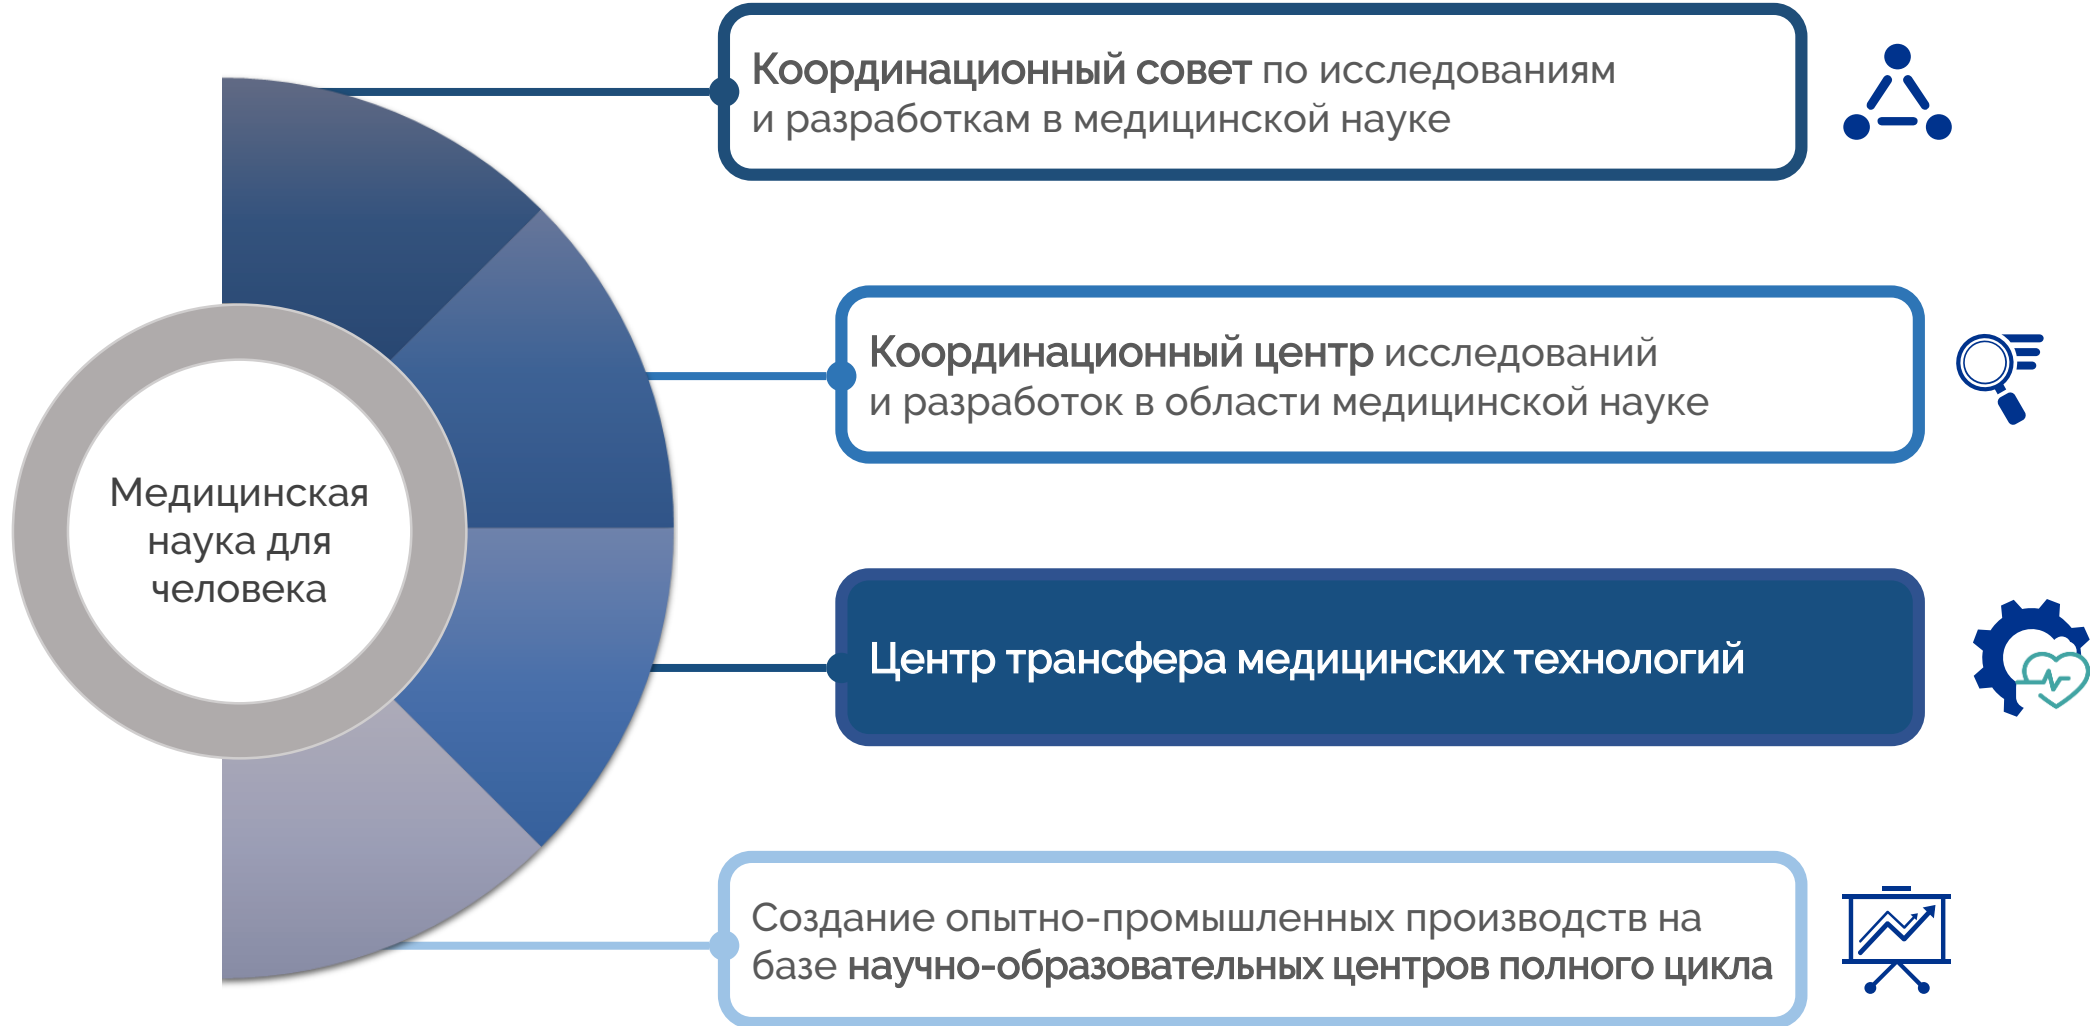 Координационный совет по исследованиям
и разработкам в медицинской науке
Координационный центр исследований
и разработок в области медицинской науке
Медицинская
наука для
человека
Центр трансфера медицинских технологий
Создание опытно-промышленных производств на
базе научно-образовательных центров полного цикла